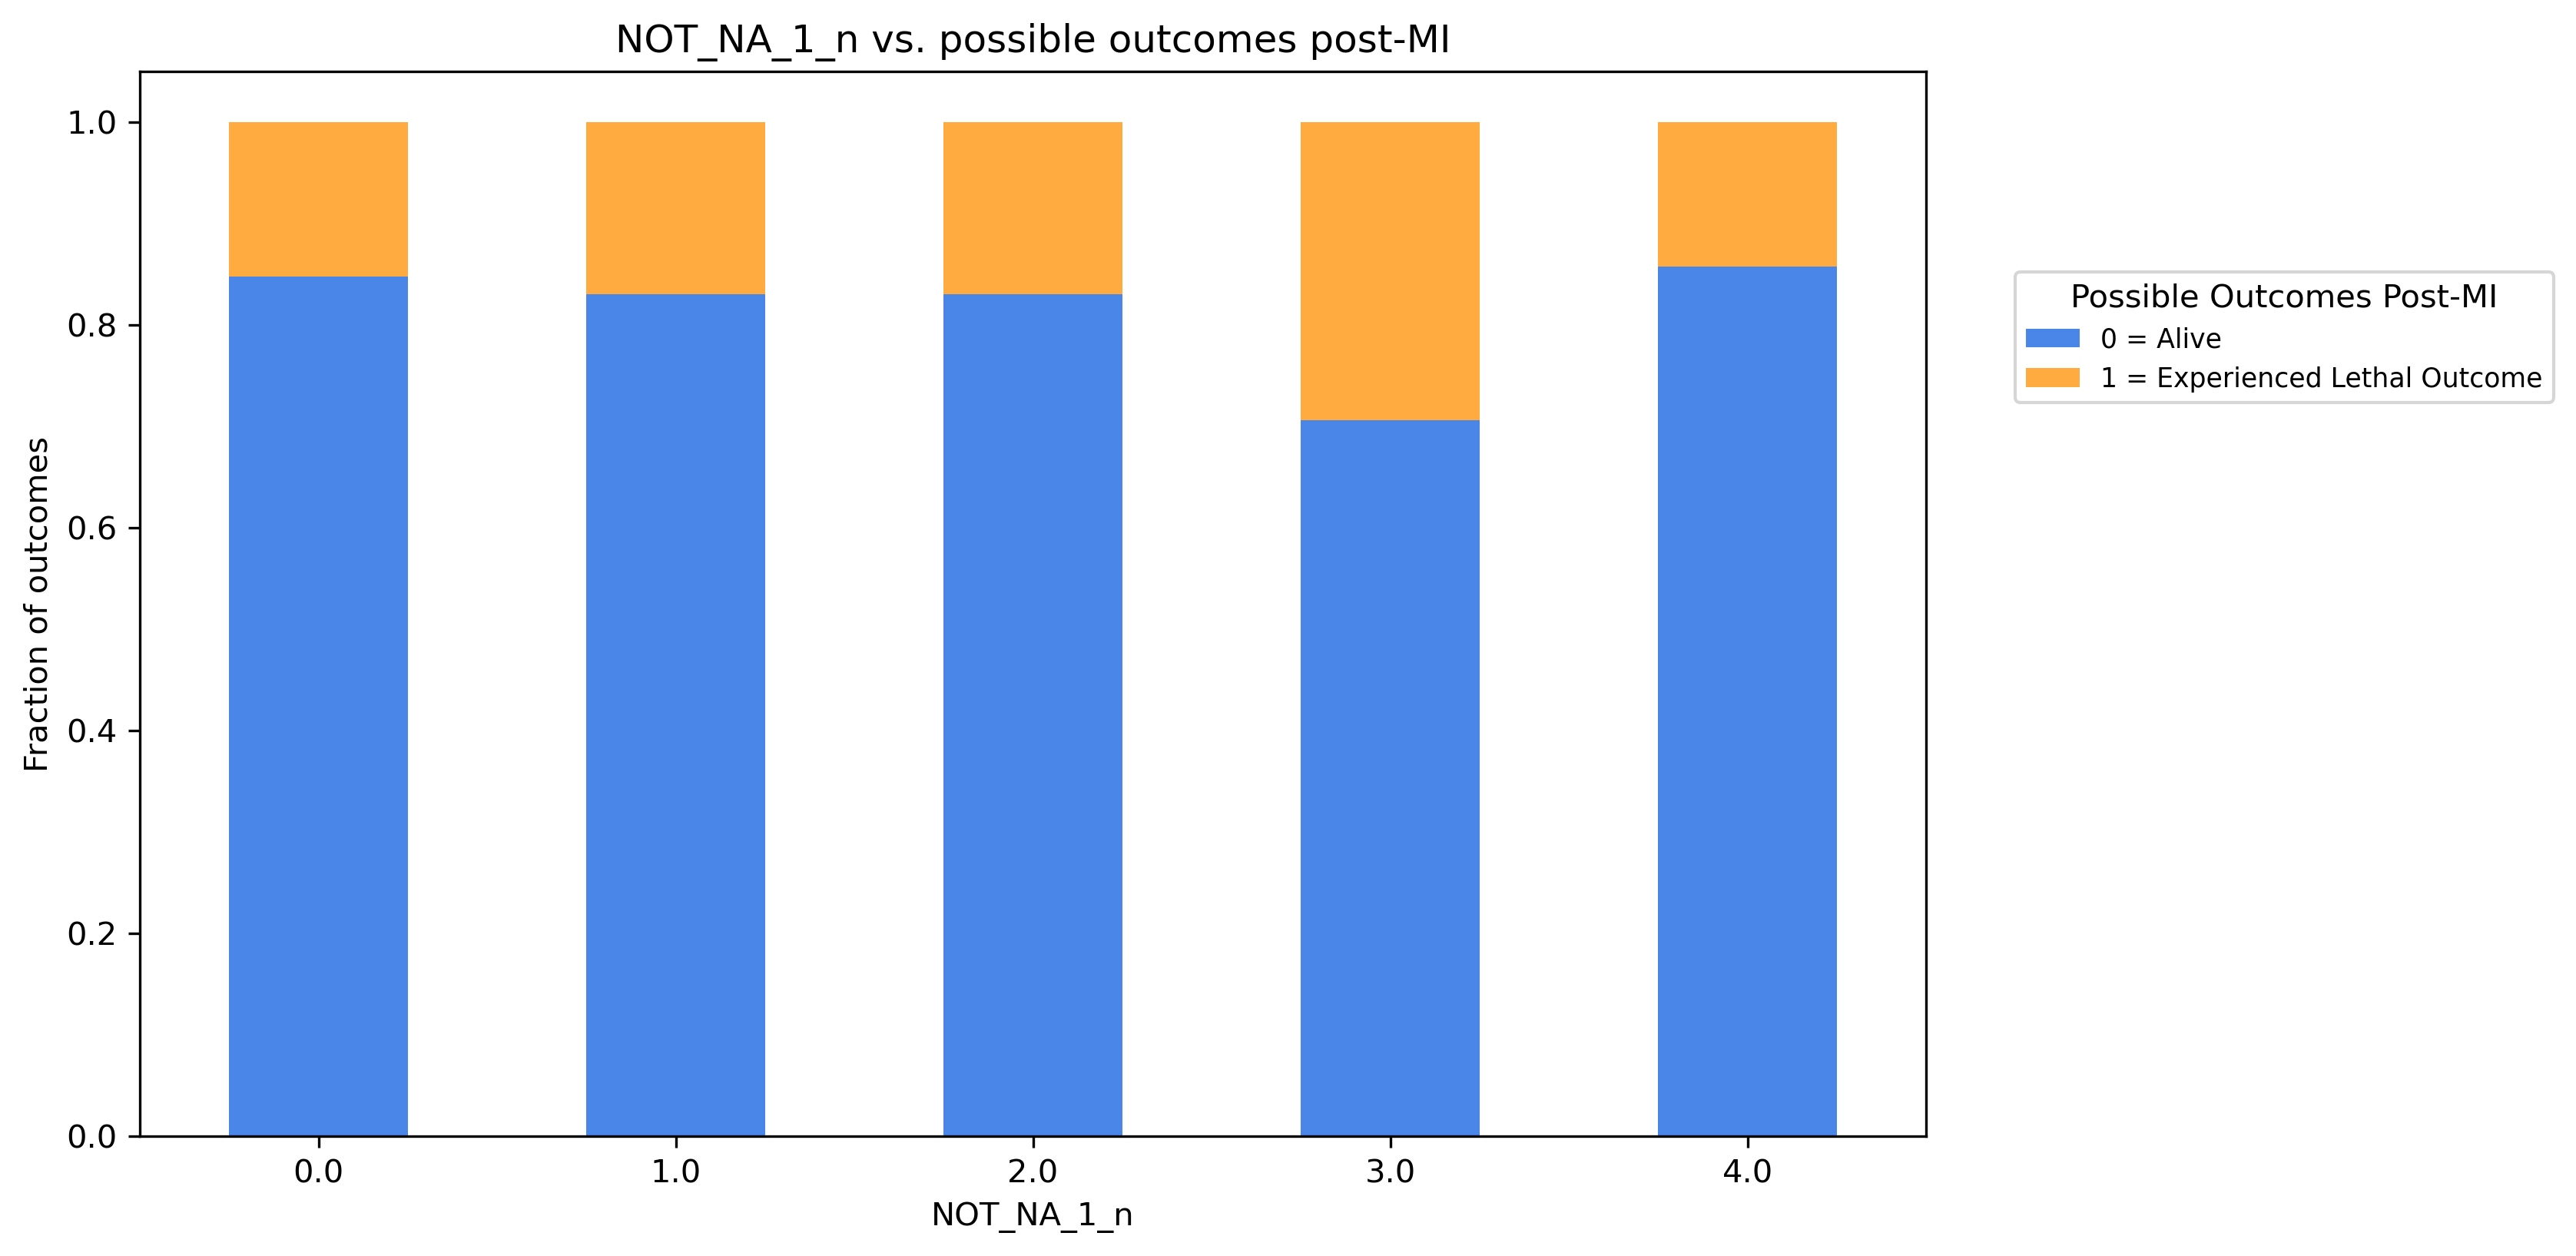 NOT_NA_1_n vs. possible outcomes post-MI
Fraction of outcomes
1.0
0.8
0.6
0.4
0.2
0.0
0.0 1.0 2.0 3.0 4.0
NOT_NA_1_n
Possible Outcomes Post-MI
0 = Alive
1 = Experienced Lethal Outcome